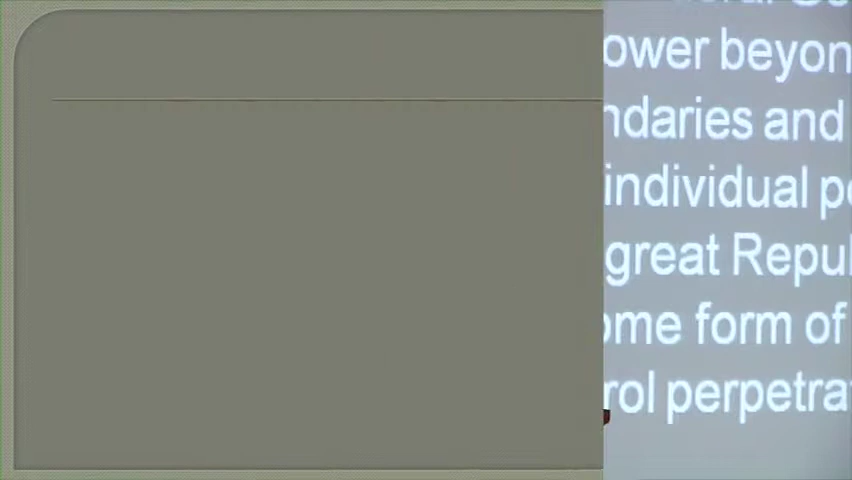 ower beyon
ndaries and
individual p
great Repu
ome form of
rol perpetra